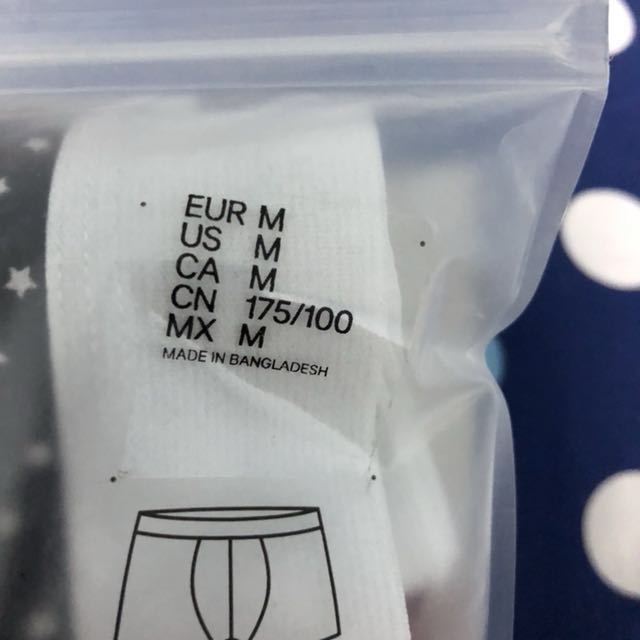 EUR M
US M
CA M
CN 175/100
MX M
MADE IN BANGLADESH